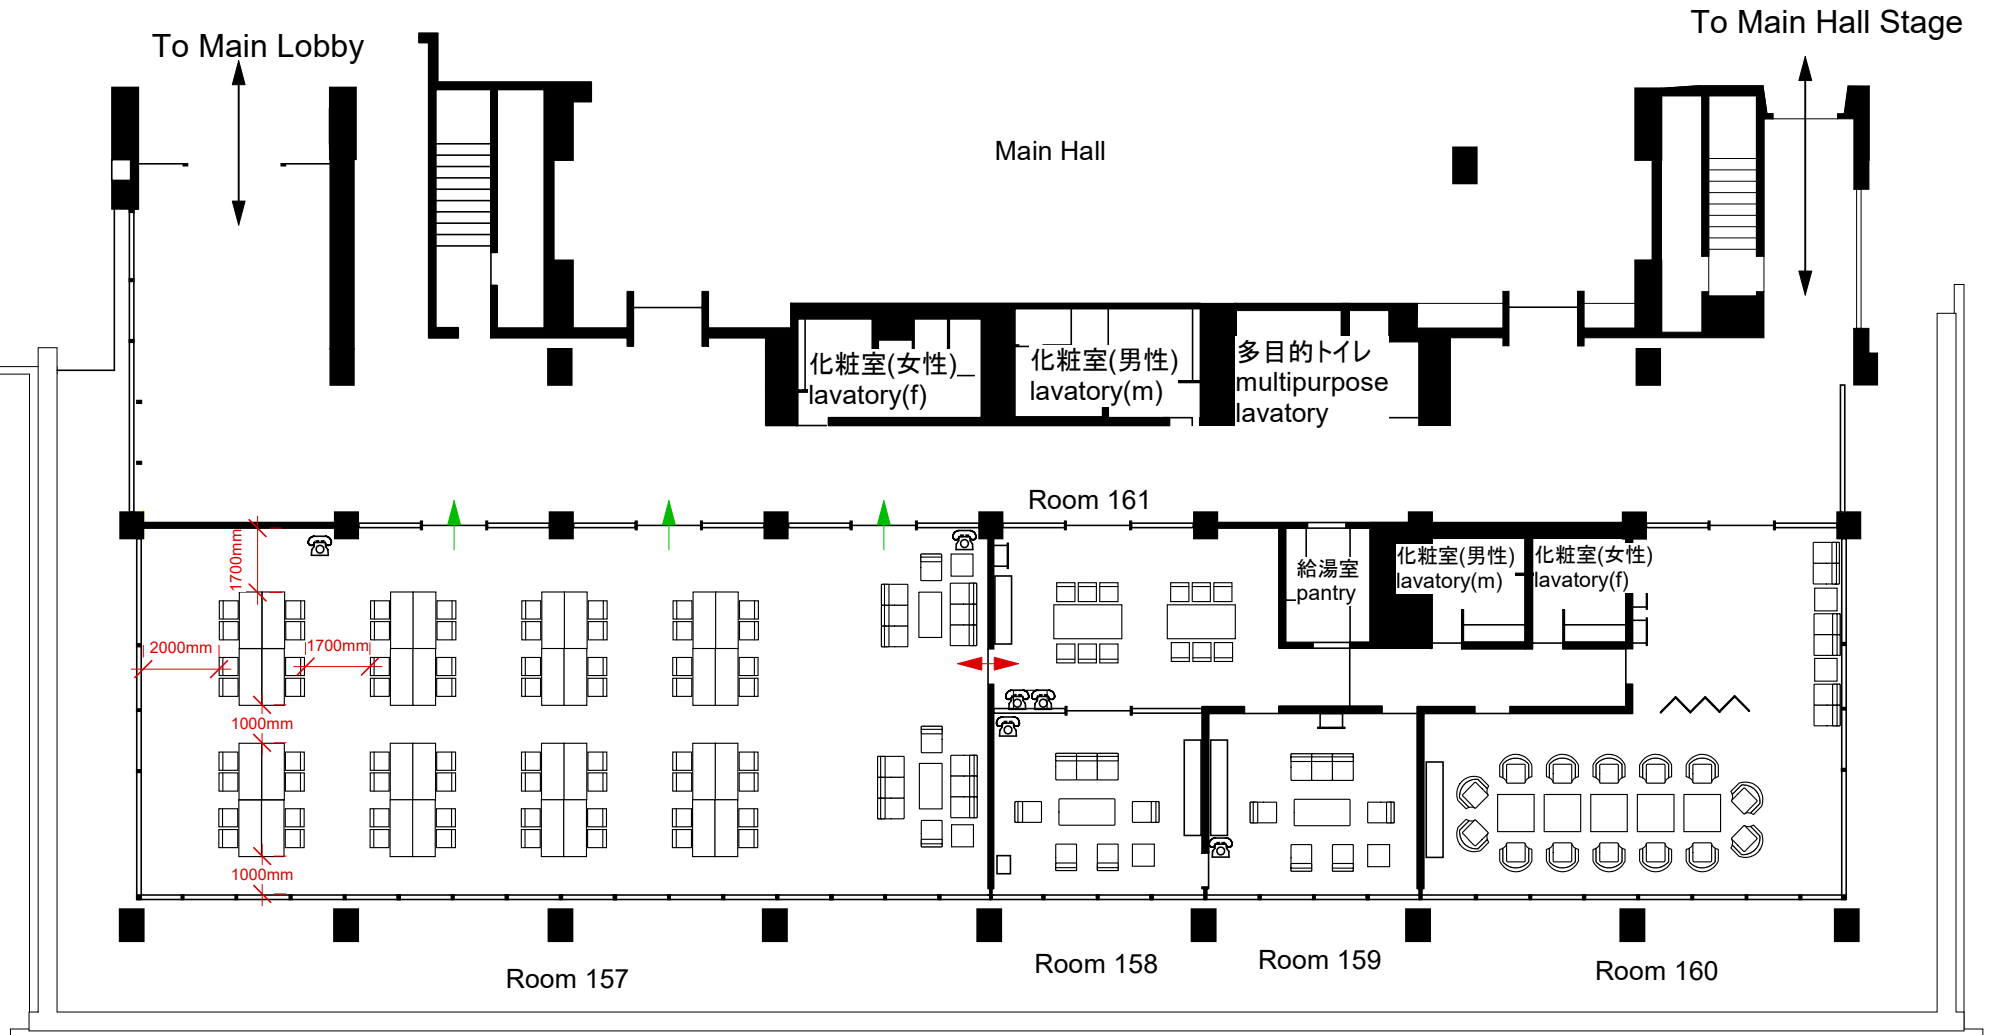 To Main Hall Stage
To Main Lobby
Main Hall
化粧室(女性)
lavatory(f)
化粧室(男性)
lavatory(m)
多目的トイレ
multipurpose
lavatory
Room 161
1700mm
給湯室
pantry
化粧室(男性)
lavatory(m)
化粧室(女性)
lavatory(f)
2000mm
1700mm
1000mm
1000mm
Room 157
Room 158
Room 159
Room 160